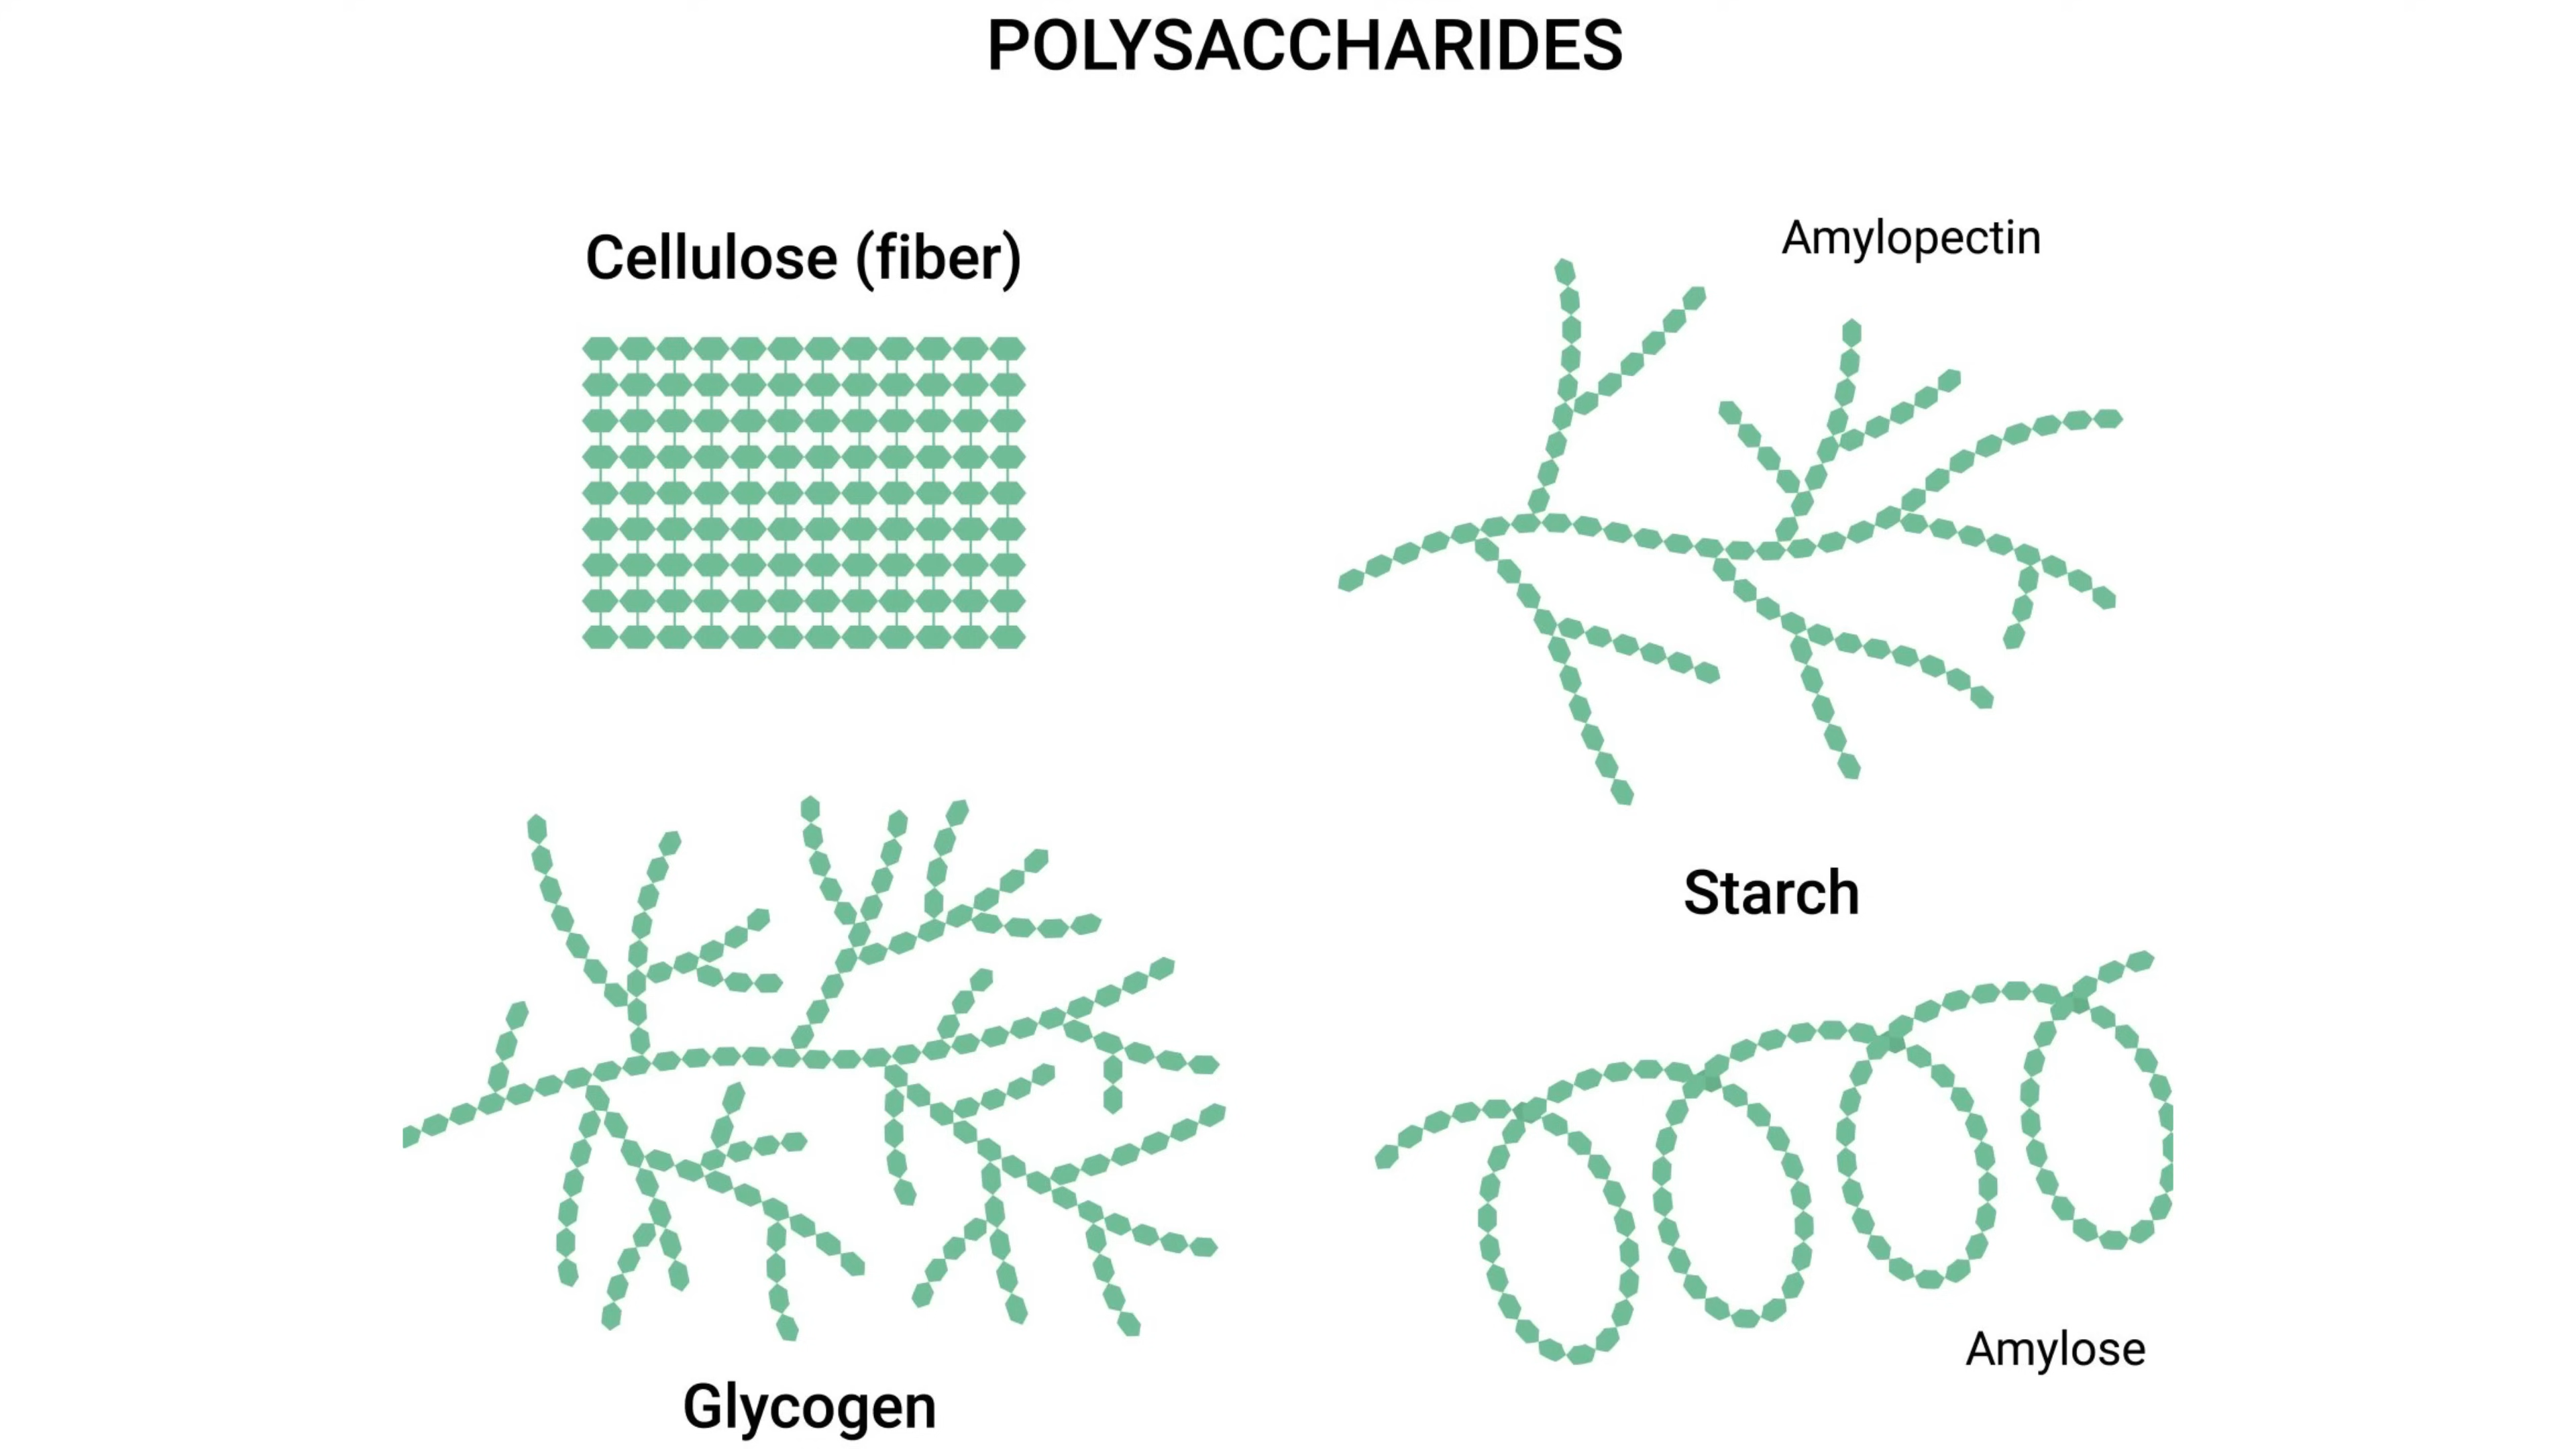 POLYSACCHARIDES
Cellulose (fiber)
Amylopectin
Starch
Amylose
Glycogen